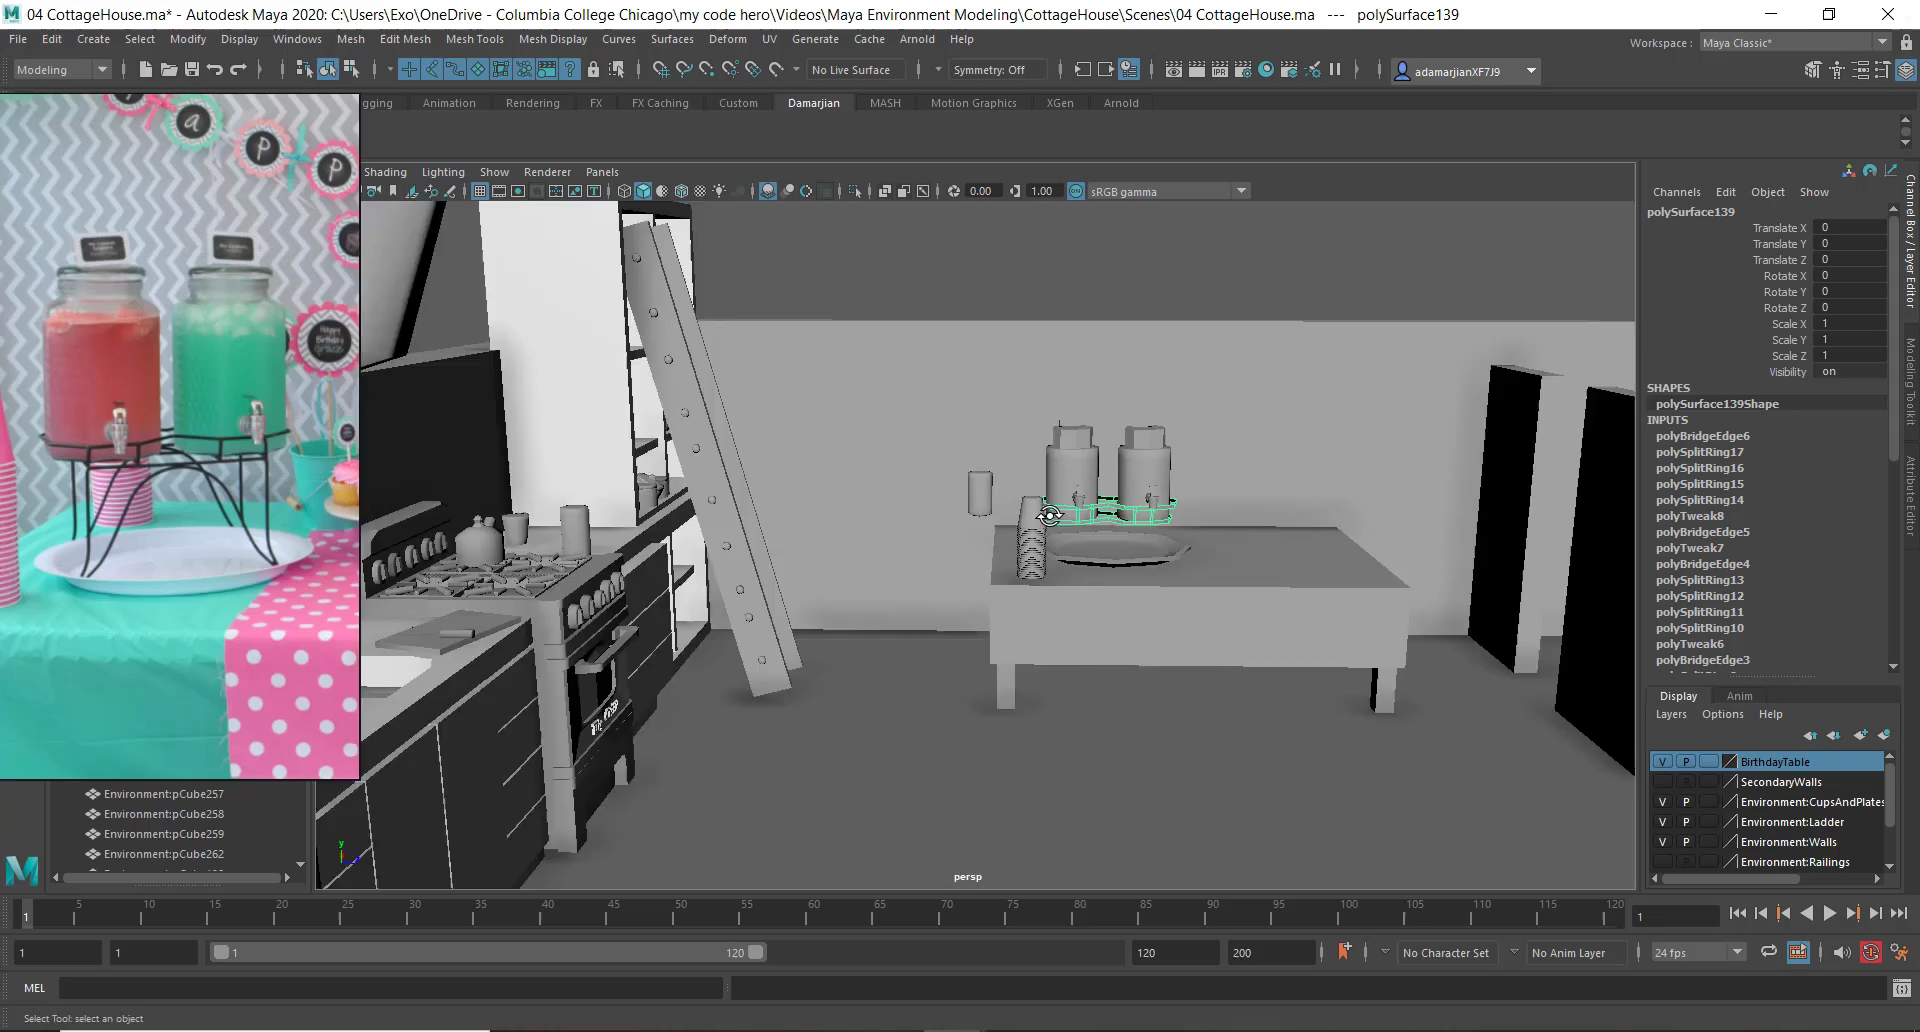 04 CottageHouse.ma* - Autodesk Maya 2020: C:\Users\Exo\OneDrive - Columbia College Chicago\my code hero\Videos\Maya Environment Modeling\CottageHouse\Scenes\04 CottageHouse.ma   ---   polySurface139
File Edit Create Select Modify Display Windows Mesh Edit Mesh Mesh Tools Mesh Display Curves Surfaces Deform UV Generate Cache Arnold Help
Workspace : Maya Classic*
Modeling No Live Surface Symmetry: Off IPR adamarjianXF7J9
gging Animation Rendering FX FX Caching Custom Damarjian MASH Motion Graphics XGen Arnold
a
P
P
Happy
Birthday
Shading Lighting Show Renderer Panels
0.00 1.00 ON sRGB gamma
Channels Edit Object Show
polySurface139
Translate X 0
Translate Y 0
Translate Z 0
Rotate X 0
Rotate Y 0
Rotate Z 0
Scale X 1
Scale Y 1
Scale Z 1
Visibility on
SHAPES
polySurface139Shape
INPUTS
polyBridgeEdge6
polySplitRing17
polySplitRing16
polySplitRing15
polySplitRing14
polyTweak8
polyBridgeEdge5
polyTweak7
polyBridgeEdge4
polySplitRing13
polySplitRing12
polySplitRing11
polySplitRing10
polyTweak6
polyBridgeEdge3
Channel Box / Layer Editor
Modeling Toolkit
Attribute Editor
Display Anim
Layers Options Help
V P BirthdayTable
SecondaryWalls
V P Environment:CupsAndPlates
V P Environment:Ladder
V P Environment:Walls
Environment:Railings
Environment:pCube257
Environment:pCube258
Environment:pCube259
Environment:pCube262
y
persp
1 5 10 15 20 25 30 35 40 45 50 55 60 65 70 75 80 85 90 95 100 105 110 115 120 1
1 1 1 120 120 200 No Character Set No Anim Layer 24 fps
MEL
Select Tool: select an object